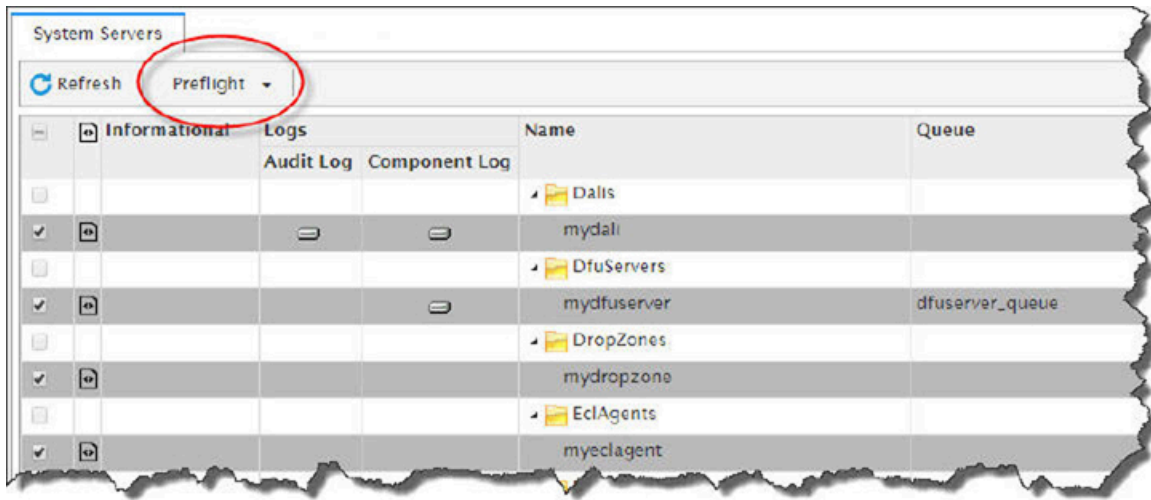 System Servers
Refresh Preflight
Informational Logs Name Queue
Audit Log Component Log
Dalis
mydali
DfuServers
mydfuserver dfuserver_queue
DropZones
mydropzone
EclAgents
myeclagent